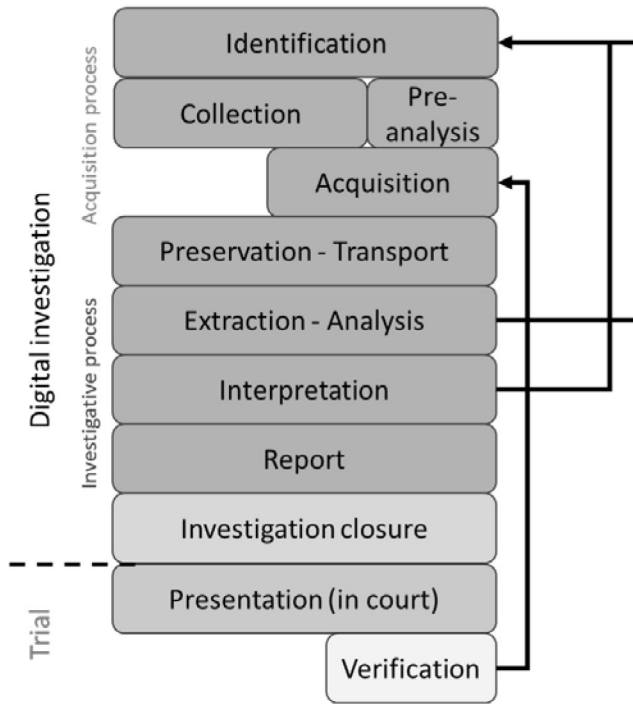 Identification
Collection
Pre-
analysis
Acquisition
Preservation - Transport
Extraction - Analysis
Interpretation
Report
Investigation closure
Presentation (in court)
Verification
Digital investigation
Acquisition process
Investigative process
Trial